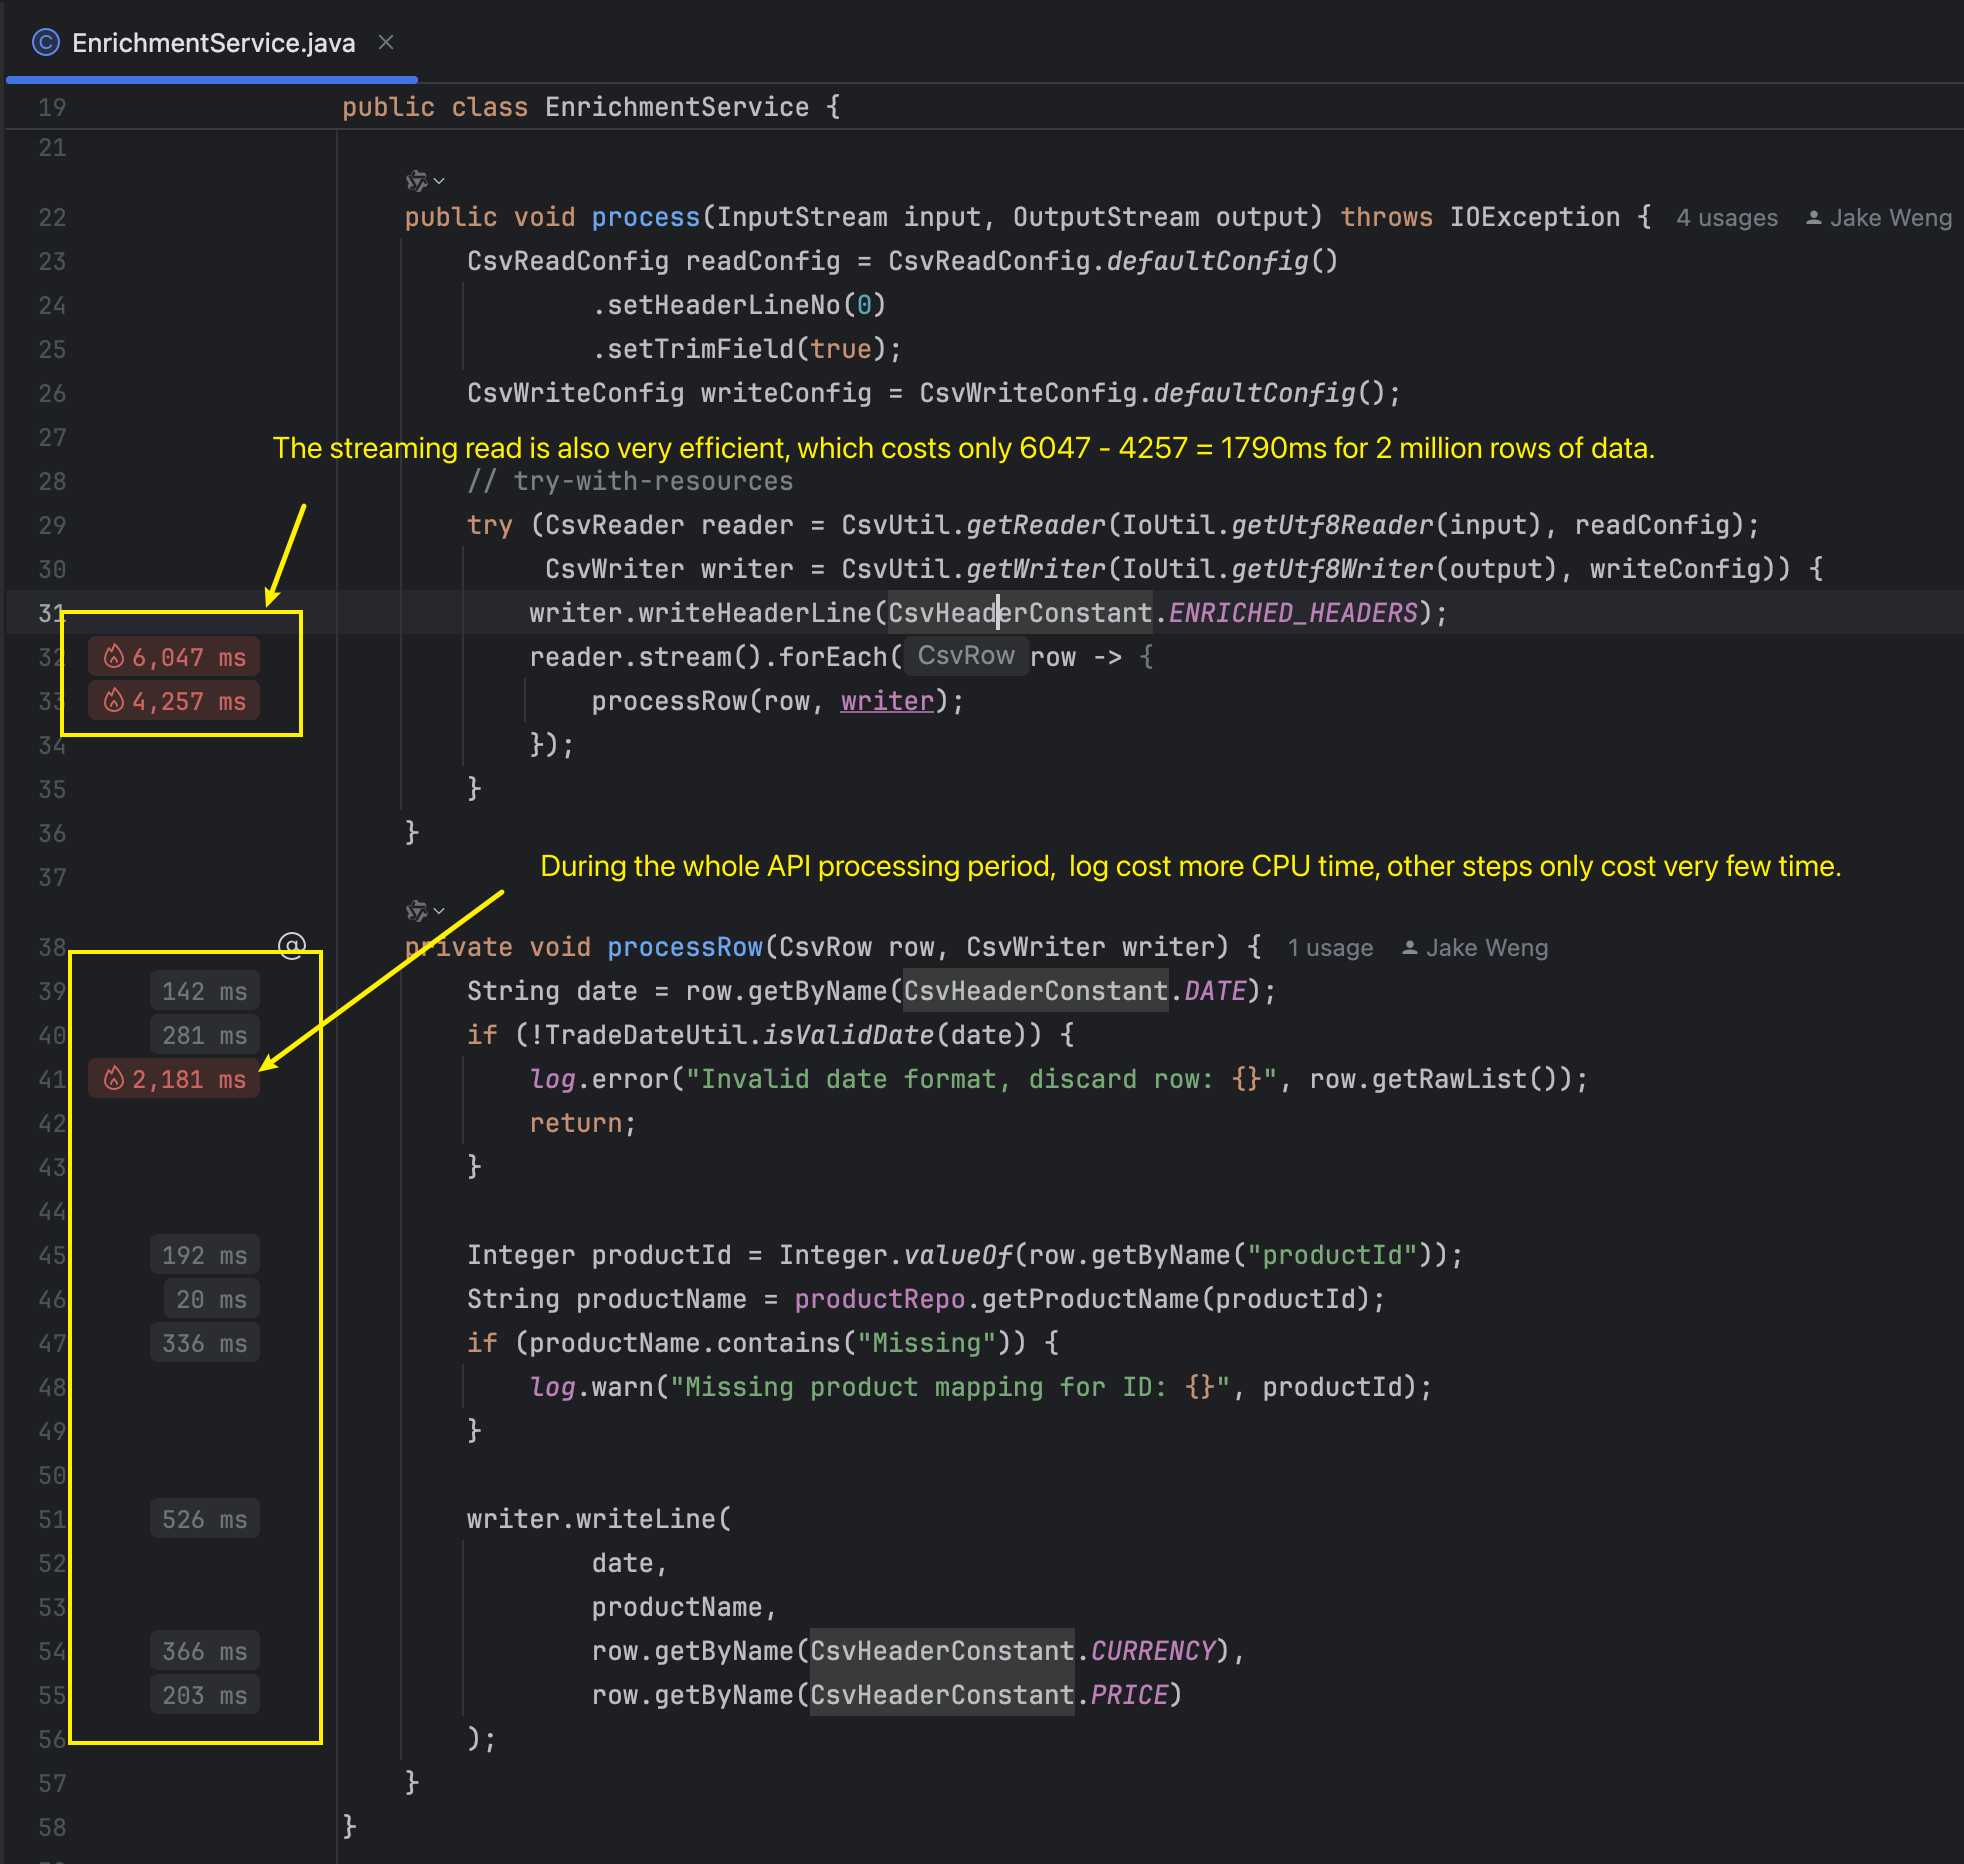 EnrichmentService.java
19 public class EnrichmentService {
21
22 public void process(InputStream input, OutputStream output) throws IOException { 4 usages Jake Weng
23 CsvReadConfig readConfig = CsvReadConfig.defaultConfig()
24 .setHeaderLineNo(0)
25 .setTrimField(true);
26 CsvWriteConfig writeConfig = CsvWriteConfig.defaultConfig();
27
The streaming read is also very efficient, which costs only 6047 - 4257 = 1790ms for 2 million rows of data.
28 // try-with-resources
29 try (CsvReader reader = CsvUtil.getReader(IoUtil.getUtf8Reader(input), readConfig);
30 CsvWriter writer = CsvUtil.getWriter(IoUtil.getUtf8Writer(output), writeConfig)) {
31 writer.writeHeaderLine(CsvHeaderConstant.ENRICHED_HEADERS);
32 6,047 ms reader.stream().forEach( CsvRow row -> {
33 4,257 ms processRow(row, writer);
34 });
35 }
36 }
During the whole API processing period, log cost more CPU time, other steps only cost very few time.
37
38 @ private void processRow(CsvRow row, CsvWriter writer) { 1 usage Jake Weng
39 142 ms String date = row.getByName(CsvHeaderConstant.DATE);
40 281 ms if (!TradeDateUtil.isValidDate(date)) {
41 2,181 ms log.error("Invalid date format, discard row: {}", row.getRawList());
42 return;
43 }
44
45 192 ms Integer productId = Integer.valueOf(row.getByName("productId"));
46 20 ms String productName = productRepo.getProductName(productId);
47 336 ms if (productName.contains("Missing")) {
48 log.warn("Missing product mapping for ID: {}", productId);
49 }
50
51 526 ms writer.writeLine(
52 date,
53 productName,
54 366 ms row.getByName(CsvHeaderConstant.CURRENCY),
55 203 ms row.getByName(CsvHeaderConstant.PRICE)
56 );
57 }
58 }